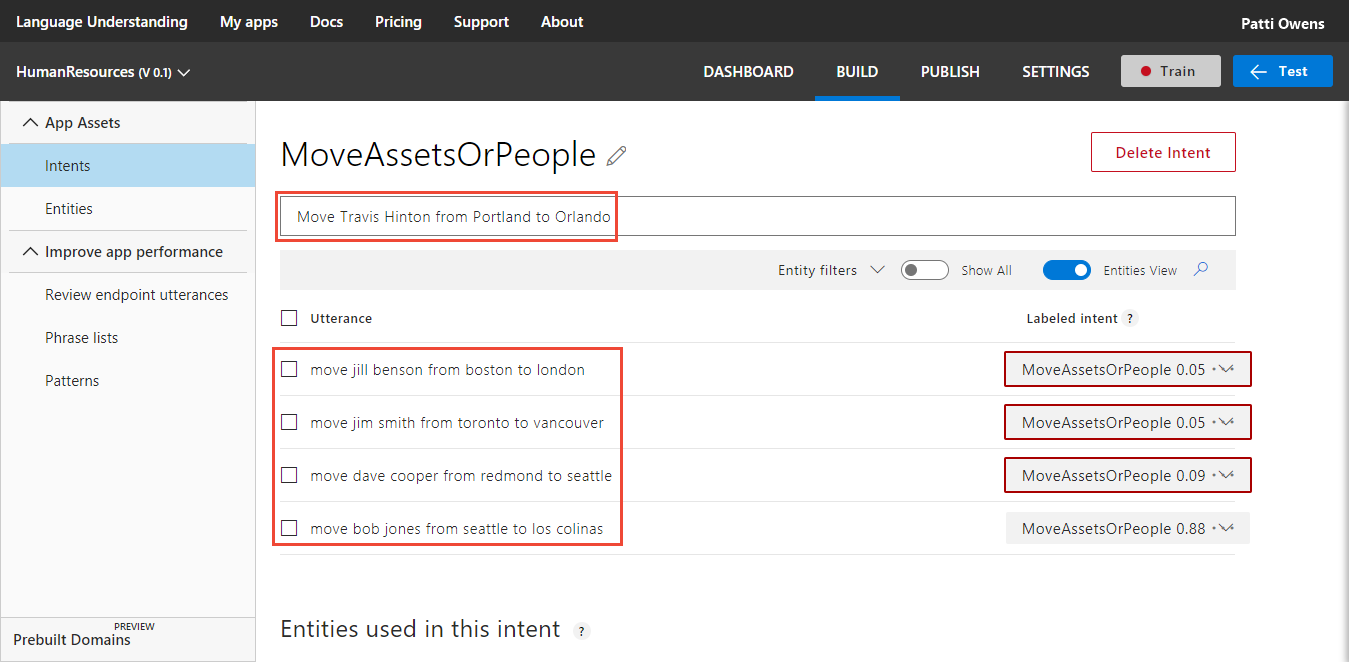 Language Understanding My apps Docs Pricing Support About Patti Owens
HumanResources (V 0.1) DASHBOARD BUILD PUBLISH SETTINGS Train Test
App Assets
Intents
Entities
Improve app performance
Review endpoint utterances
Phrase lists
Patterns
PREVIEW
Prebuilt Domains
MoveAssetsOrPeople Delete Intent
Move Travis Hinton from Portland to Orlando
Entity filters Show All Entities View
Utterance Labeled intent ?
move jill benson from boston to london MoveAssetsOrPeople 0.05
move jim smith from toronto to vancouver MoveAssetsOrPeople 0.05
move dave cooper from redmond to seattle MoveAssetsOrPeople 0.09
move bob jones from seattle to los colinas MoveAssetsOrPeople 0.88
Entities used in this intent ?